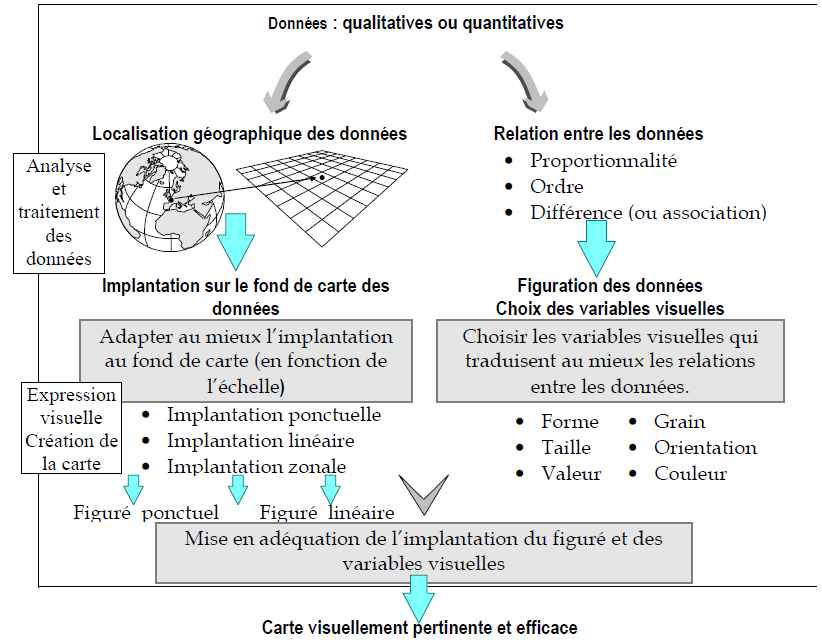 Données : qualitatives ou quantitatives
Localisation géographique des données
Relation entre les données
• Proportionnalité
• Ordre
• Différence (ou association)
Analyse
et
traitement
des
données
Implantation sur le fond de carte des
données
Figuration des données
Choix des variables visuelles
Adapter au mieux l’implantation
au fond de carte (en fonction de
l’échelle)
Choisir les variables visuelles qui
traduisent au mieux les relations
entre les données.
Expression
visuelle
Création de
la carte
• Implantation ponctuelle
• Implantation linéaire
• Implantation zonale
• Forme
• Taille
• Valeur
• Grain
• Orientation
• Couleur
Figuré ponctuel
Figuré linéaire
Mise en adéquation de l’implantation du figuré et des
variables visuelles
Carte visuellement pertinente et efficace